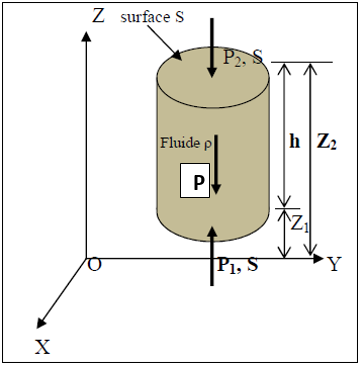 Z
surface S
P₂, S
Fluide ρ
h
Z₂
P
Z₁
O
P₁, S
Y
X